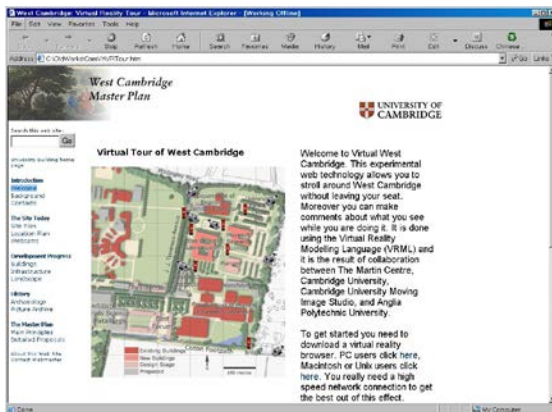 West Cambridge: Virtual Reality Tour - Microsoft Internet Explorer - [Working Offline]
File Edit View Favorites Tools Help
Stop Refresh Home Search Favorites Media History Mail Print Edit Discuss
Address
Go Links
West Cambridge
Master Plan
UNIVERSITY OF
CAMBRIDGE
Search this web site:
Go
University Building home
page
Introduction
Welcome
Background
Contacts
The Site Today
Site Plan
Location Plan
Webcams
Development Progress
Buildings
Infrastructure
Landscape
History
Archaeology
Picture Archive
The Master Plan
Main Principles
Detailed Proposals
About this Web Site
Contact Webmaster
Virtual Tour of West Cambridge
Existing Buildings
New Buildings
Design Stage
Proposed
Welcome to Virtual West
Cambridge. This experimental
web technology allows you to
stroll around West Cambridge
without leaving your seat.
Moreover you can make
comments about what you see
while you are doing it. It is done
using the Virtual Reality
Modelling Language (VRML) and
it is the result of collaboration
between The Martin Centre,
Cambridge University,
Cambridge University Moving
Image Studio, and Anglia
Polytechnic University.
To get started you need to
download a virtual reality
browser. PC users click here,
Macintosh or Unix users click
here. You really need a high
speed network connection to get
the best out of this effect.
Done
My Computer